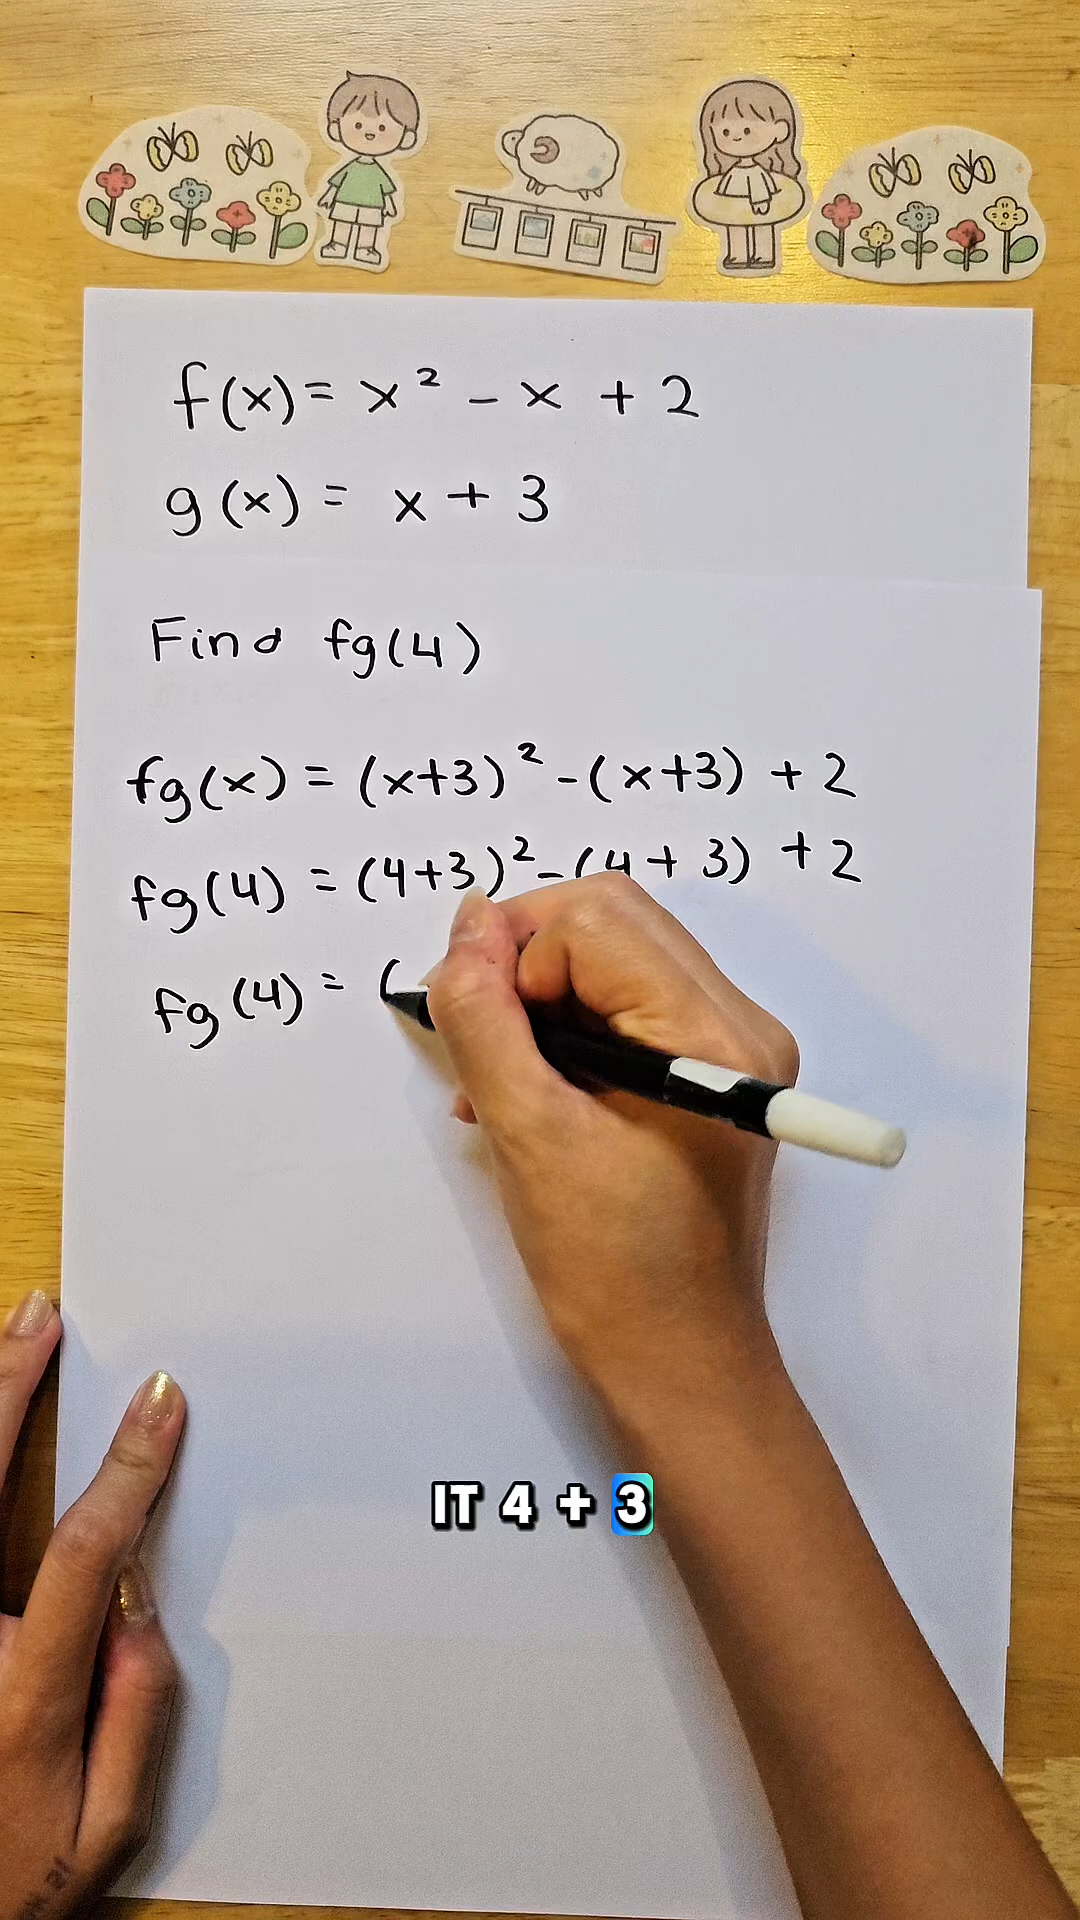 f(x) = x² - x + 2
g(x) = x + 3
Find fg(4)
fg(x) = (x+3)² - (x+3) + 2
fg(4) = (4+3)² - (4+3) + 2
fg(4) = (
IT 4 + 3